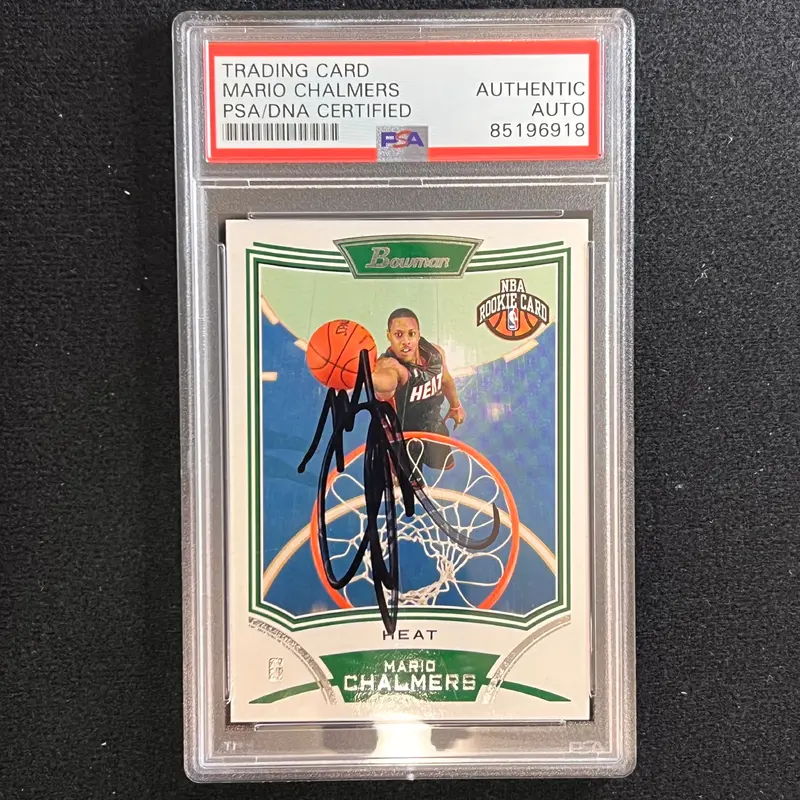 TRADING CARD
MARIO CHALMERS
PSA/DNA CERTIFIED
AUTHENTIC
AUTO
85196918
PSA
Bowman
NBA
ROOKIE CARD
HEAT
HEAT
MARIO
CHALMERS
G
PSA